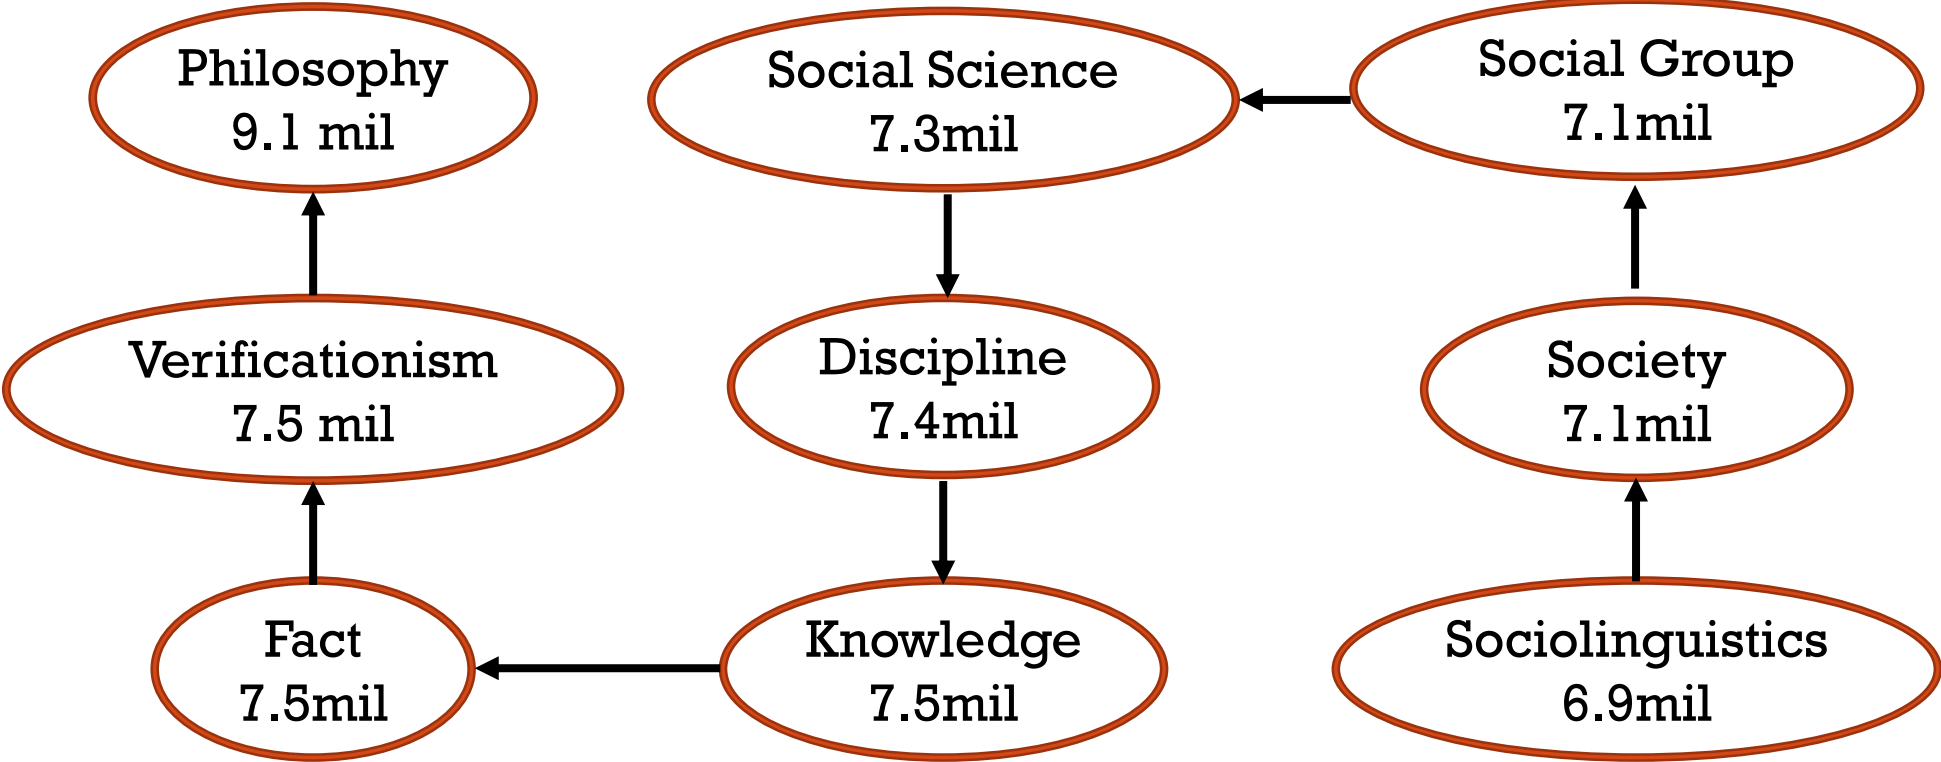 Philosophy
9.1 mil
Social Science
7.3mil
Social Group
7.1mil
Verificationism
7.5 mil
Discipline
7.4mil
Society
7.1mil
Fact
7.5mil
Knowledge
7.5mil
Sociolinguistics
6.9mil